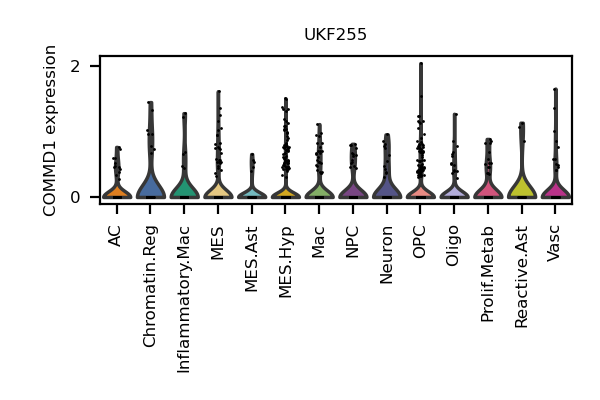 UKF255
COMMD1 expression
2
0
AC
Chromatin.Reg
Inflammatory.Mac
MES
MES.Ast
MES.Hyp
Mac
NPC
Neuron
OPC
Oligo
Prolif.Metab
Reactive.Ast
Vasc